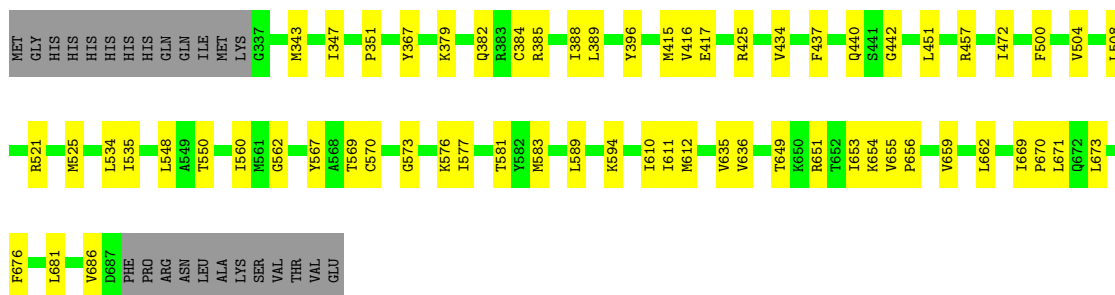 MET GLY HIS HIS HIS HIS HIS HIS GLN GLN ILE MET LYS G337 M343 I347 P351 Y367 K379 Q382 R383 C384 R385 I388 L389 Y396 M415 V416 E417 R425 V434 F437 Q440 S441 G442 L451 R457 I472 F500 V504 L508
R521 M525 L534 I535 L548 A549 T550 I560 M561 G562 Y567 A568 T569 C570 G573 K576 I577 T581 Y582 M583 L589 K594 I610 I611 M612 V635 V636 T649 K650 R651 T652 I653 K654 V655 P656 V659 L662 I669 P670 L671 Q672 L673
F676 L681 V686 D687 PHE PRO ARG ASN LEU ALA LYS SER VAL THR VAL GLU